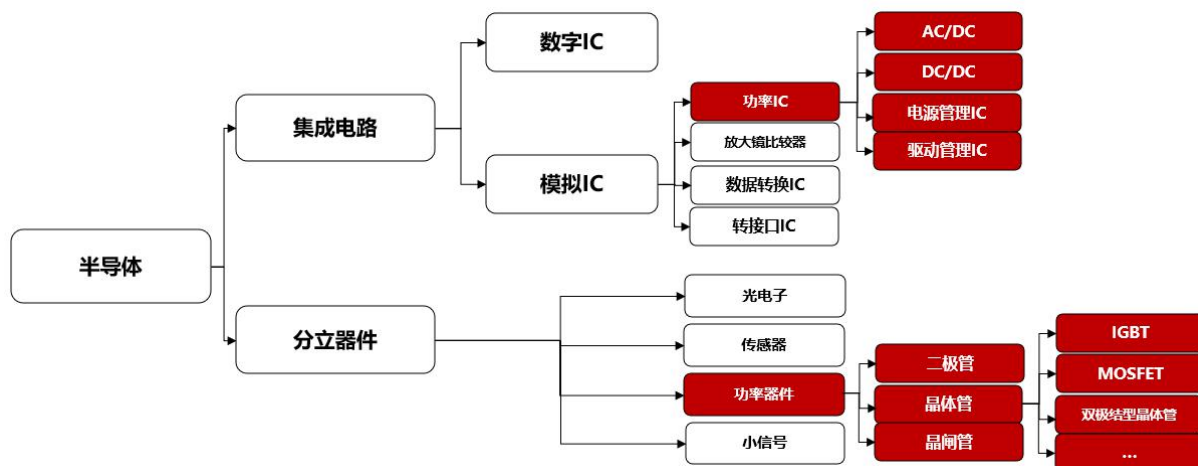 半导体
集成电路
数字IC
模拟IC
功率IC
放大镜比较器
数据转换IC
转接口IC
AC/DC
DC/DC
电源管理IC
驱动管理IC
分立器件
光电子
传感器
功率器件
小信号
二极管
晶体管
晶闸管
IGBT
MOSFET
双极结型晶体管
...